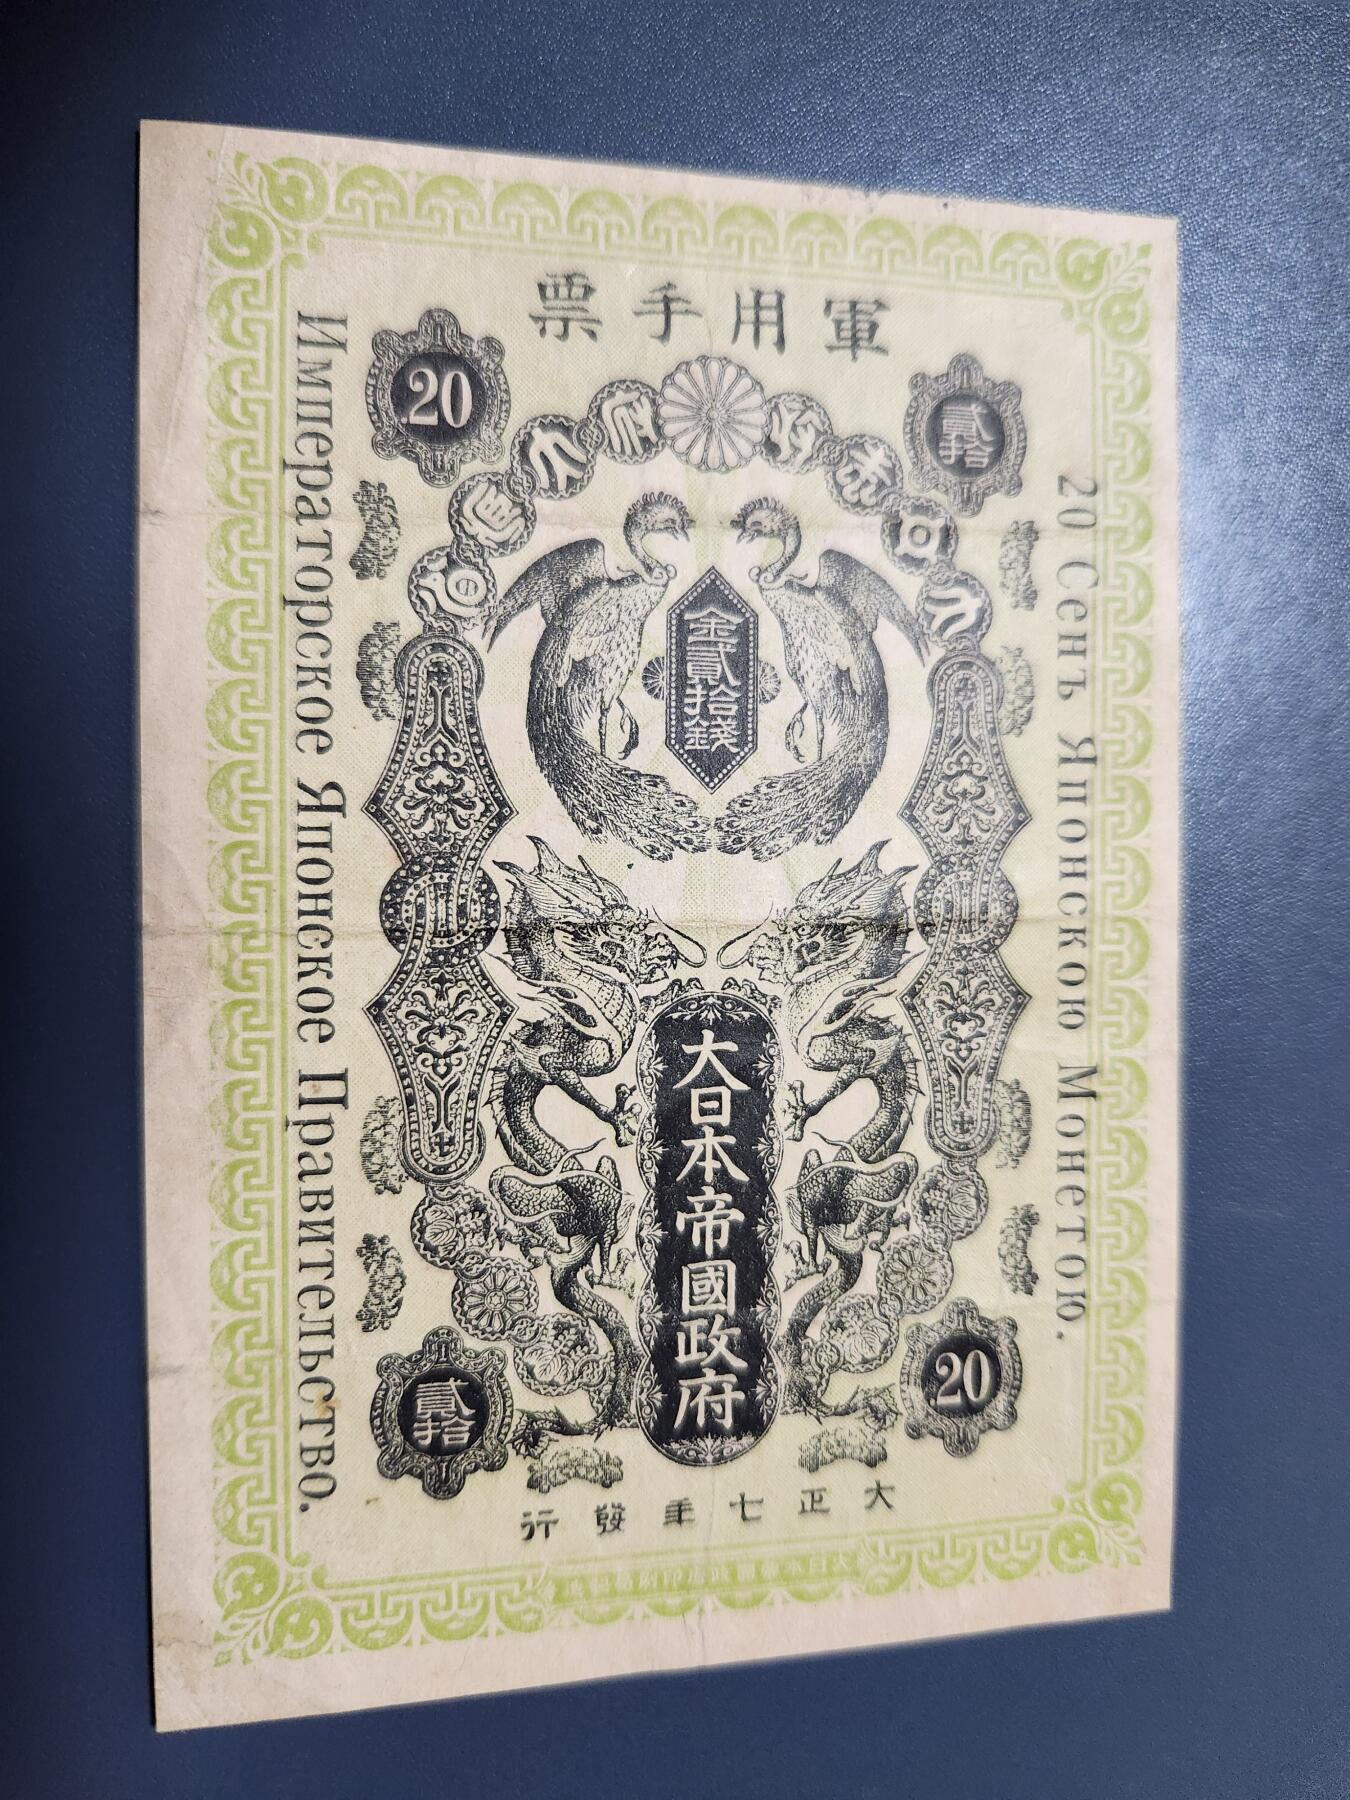 軍用手票
20
貳拾
金貳拾錢
大日本帝國政府
貳拾
20
大正七年發行
20 Сенъ Японскою Монетою.
Императорское Японское Правительство.